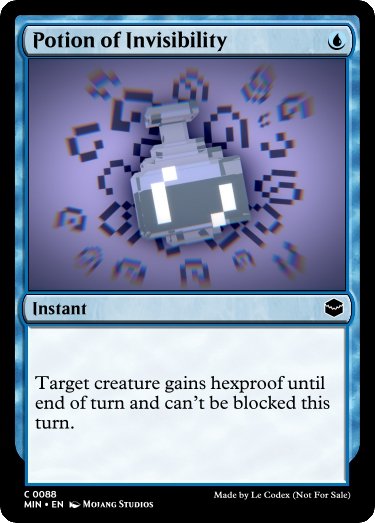 Potion of Invisibility
Instant
Target creature gains hexproof until
end of turn and can't be blocked this
turn.
C 0088
MIN • EN Mojang Studios
Made by Le Codex (Not For Sale)